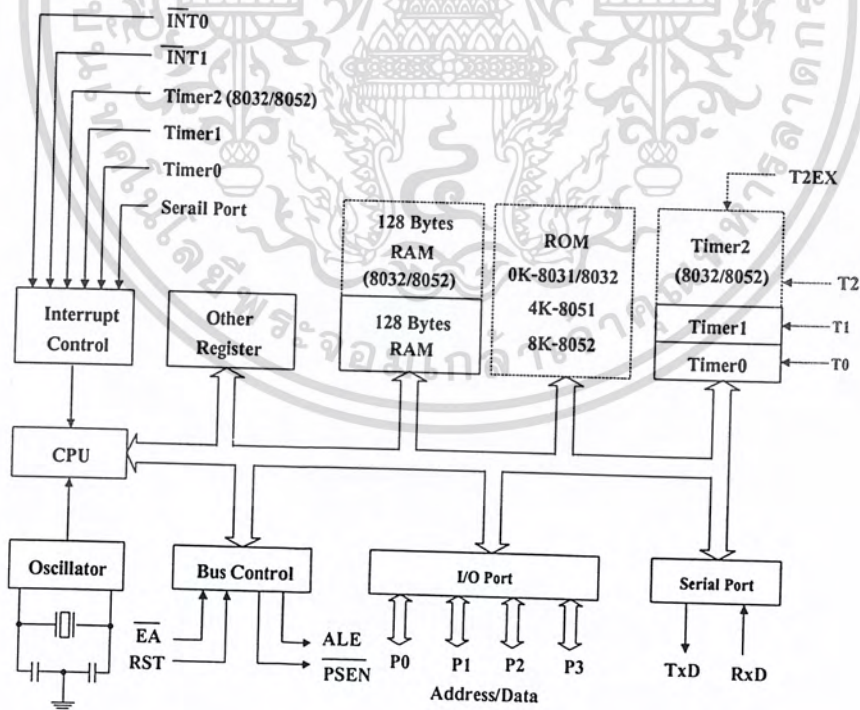 INT0
INT1
Timer2 (8032/8052)
Timer1
Timer0
Serail Port
T2EX
128 Bytes
RAM
(8032/8052)
128 Bytes
RAM
ROM
0K-8031/8032
4K-8051
8K-8052
Timer2
(8032/8052)
Timer1
Timer0
T2
T1
T0
Interrupt
Control
Other
Register
CPU
Oscillator
Bus Control
I/O Port
Serial Port
EA
RST
ALE
PSEN
P0
P1
P2
P3
TxD
RxD
Address/Data